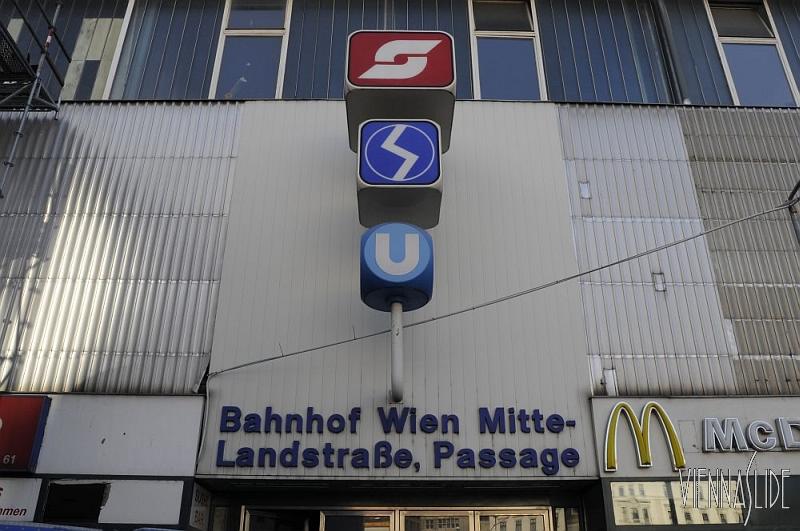 U
Bahnhof Wien Mitte-
Landstraße, Passage
M McD
61
men
VIENNASLIDE